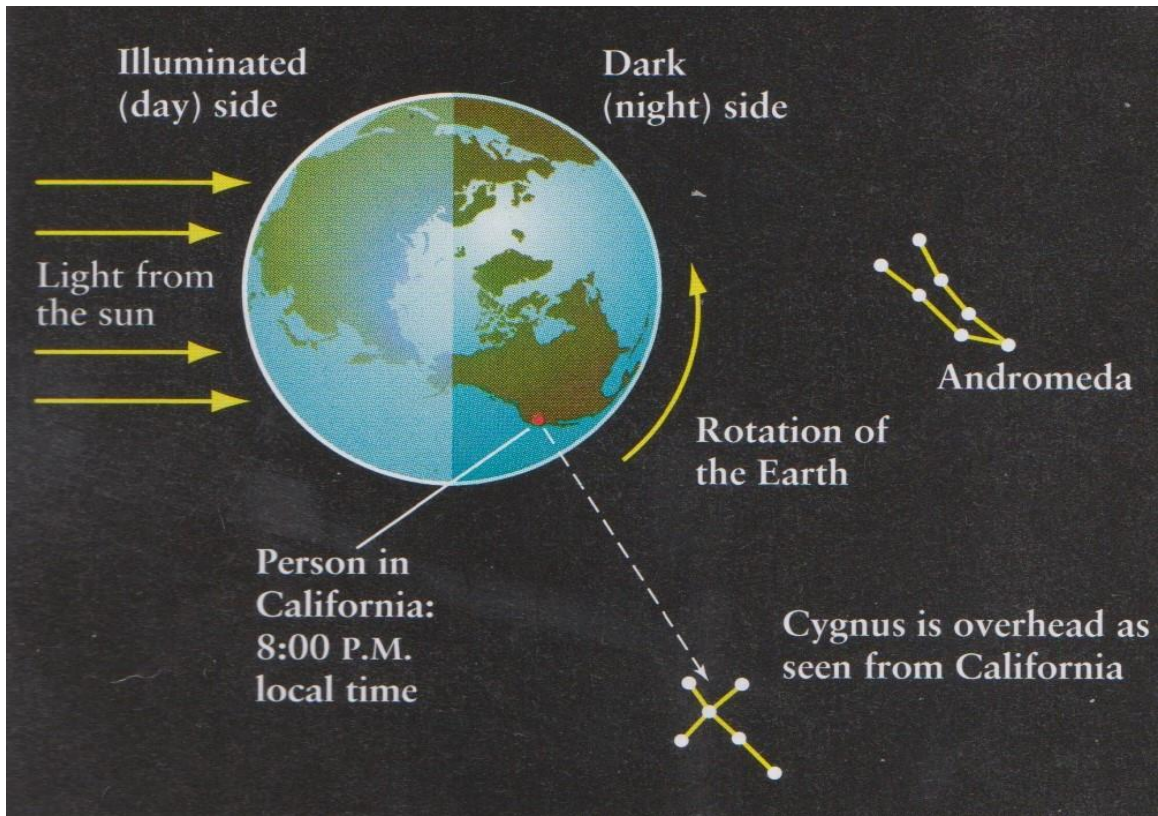 Illuminated
(day) side
Dark
(night) side
Light from
the sun
Andromeda
Rotation of
the Earth
Person in
California:
8:00 P.M.
local time
Cygnus is overhead as
seen from California